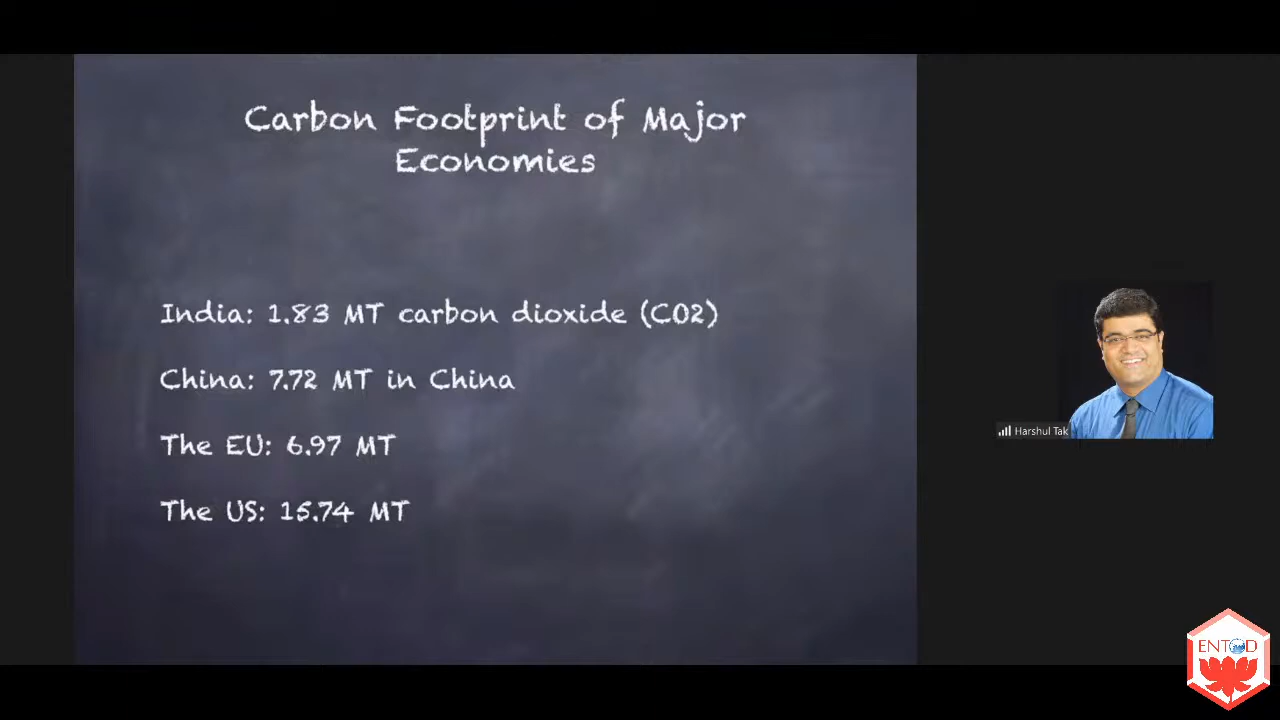 Carbon Footprint of Major
Economies
India: 1.83 MT carbon dioxide (CO2)
China: 7.72 MT in China
The EU: 6.97 MT
The US: 15.74 MT
Harshul Tak
ENTOD